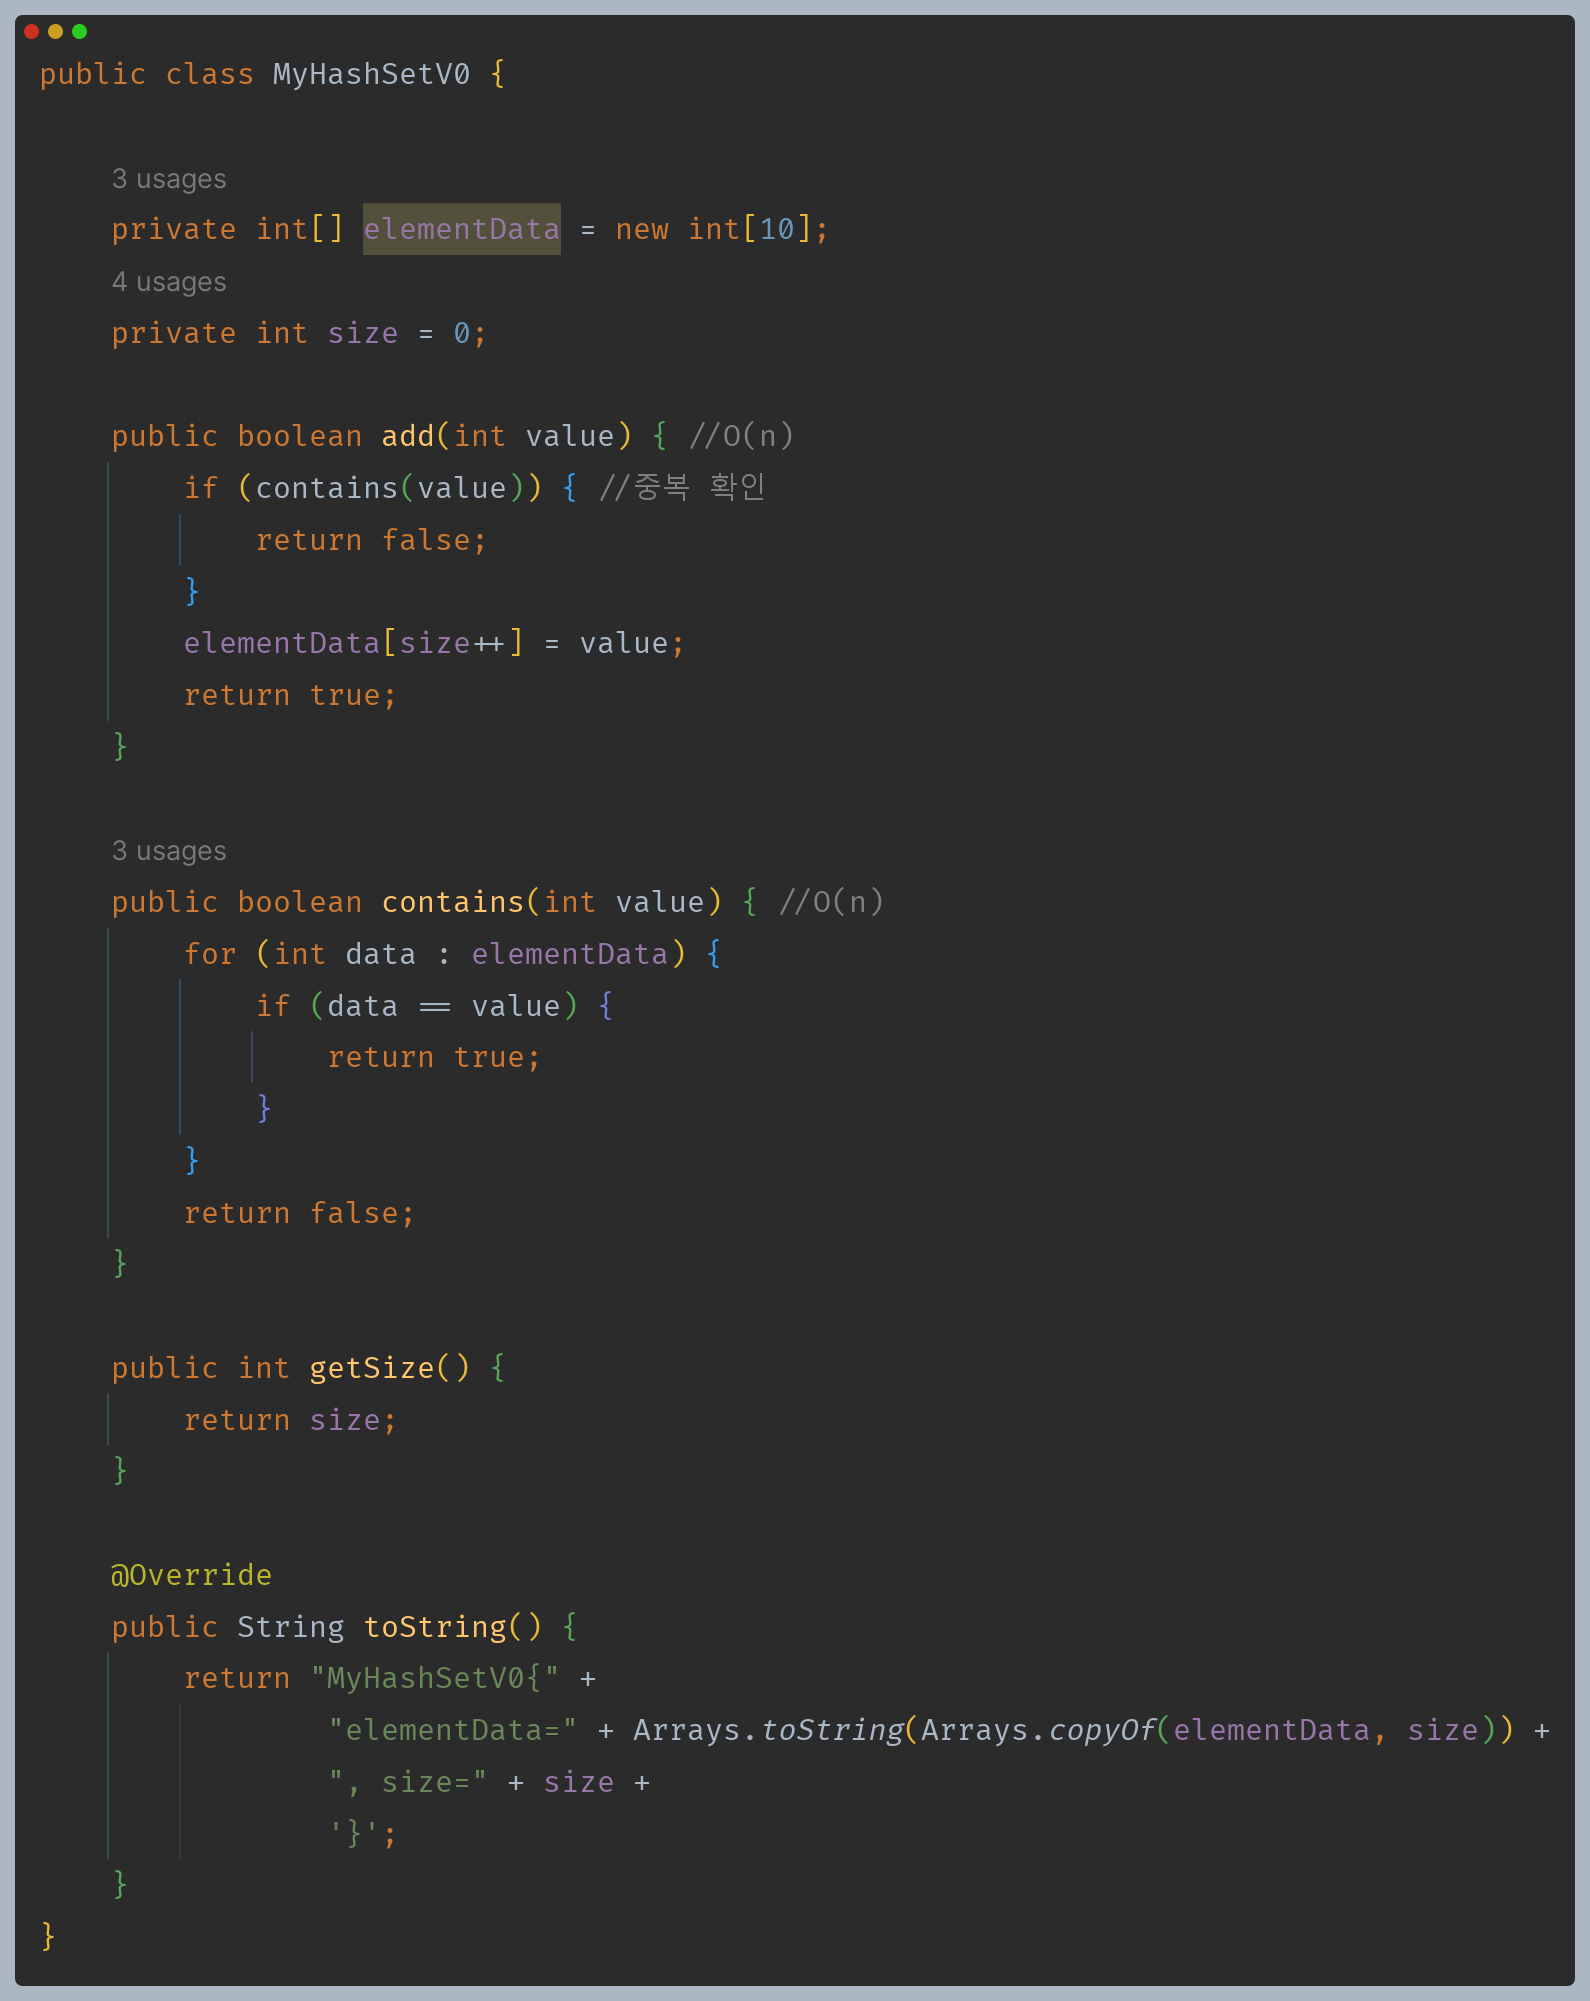 public class MyHashSetV0 {
3 usages
private int[] elementData = new int[10];
4 usages
private int size = 0;
public boolean add(int value) { //O(n)
if (contains(value)) { //중복 확인
return false;
}
elementData[size++] = value;
return true;
}
3 usages
public boolean contains(int value) { //O(n)
for (int data : elementData) {
if (data == value) {
return true;
}
}
return false;
}
public int getSize() {
return size;
}
@Override
public String toString() {
return "MyHashSetV0{" +
"elementData=" + Arrays.toString(Arrays.copyOf(elementData, size)) +
", size=" + size +
'}';
}
}